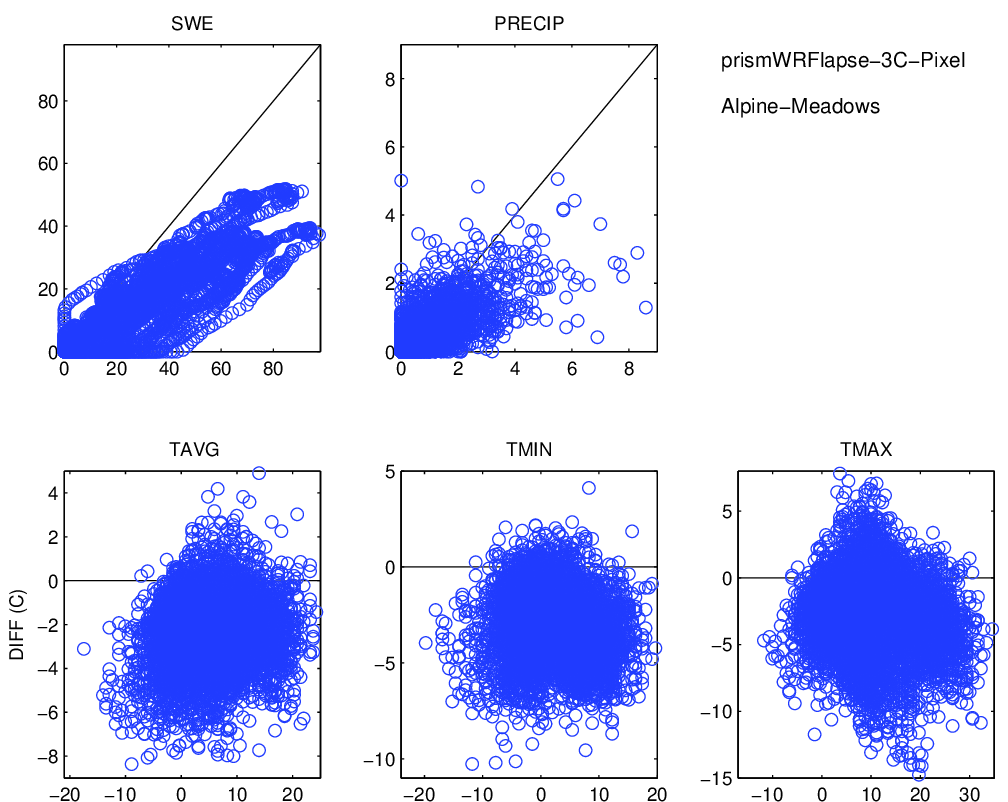 SWE
PRECIP
prismWRFlapse−3C−Pixel
Alpine−Meadows
80
60
40
20
0
0 20 40 60 80
8
6
4
2
0
0 2 4 6 8
TAVG
TMIN
TMAX
DIFF (C)
4
2
0
−2
−4
−6
−8
−20 −10 0 10 20
5
0
−5
−10
−20 −10 0 10 20
5
0
−5
−10
−15
−10 0 10 20 30